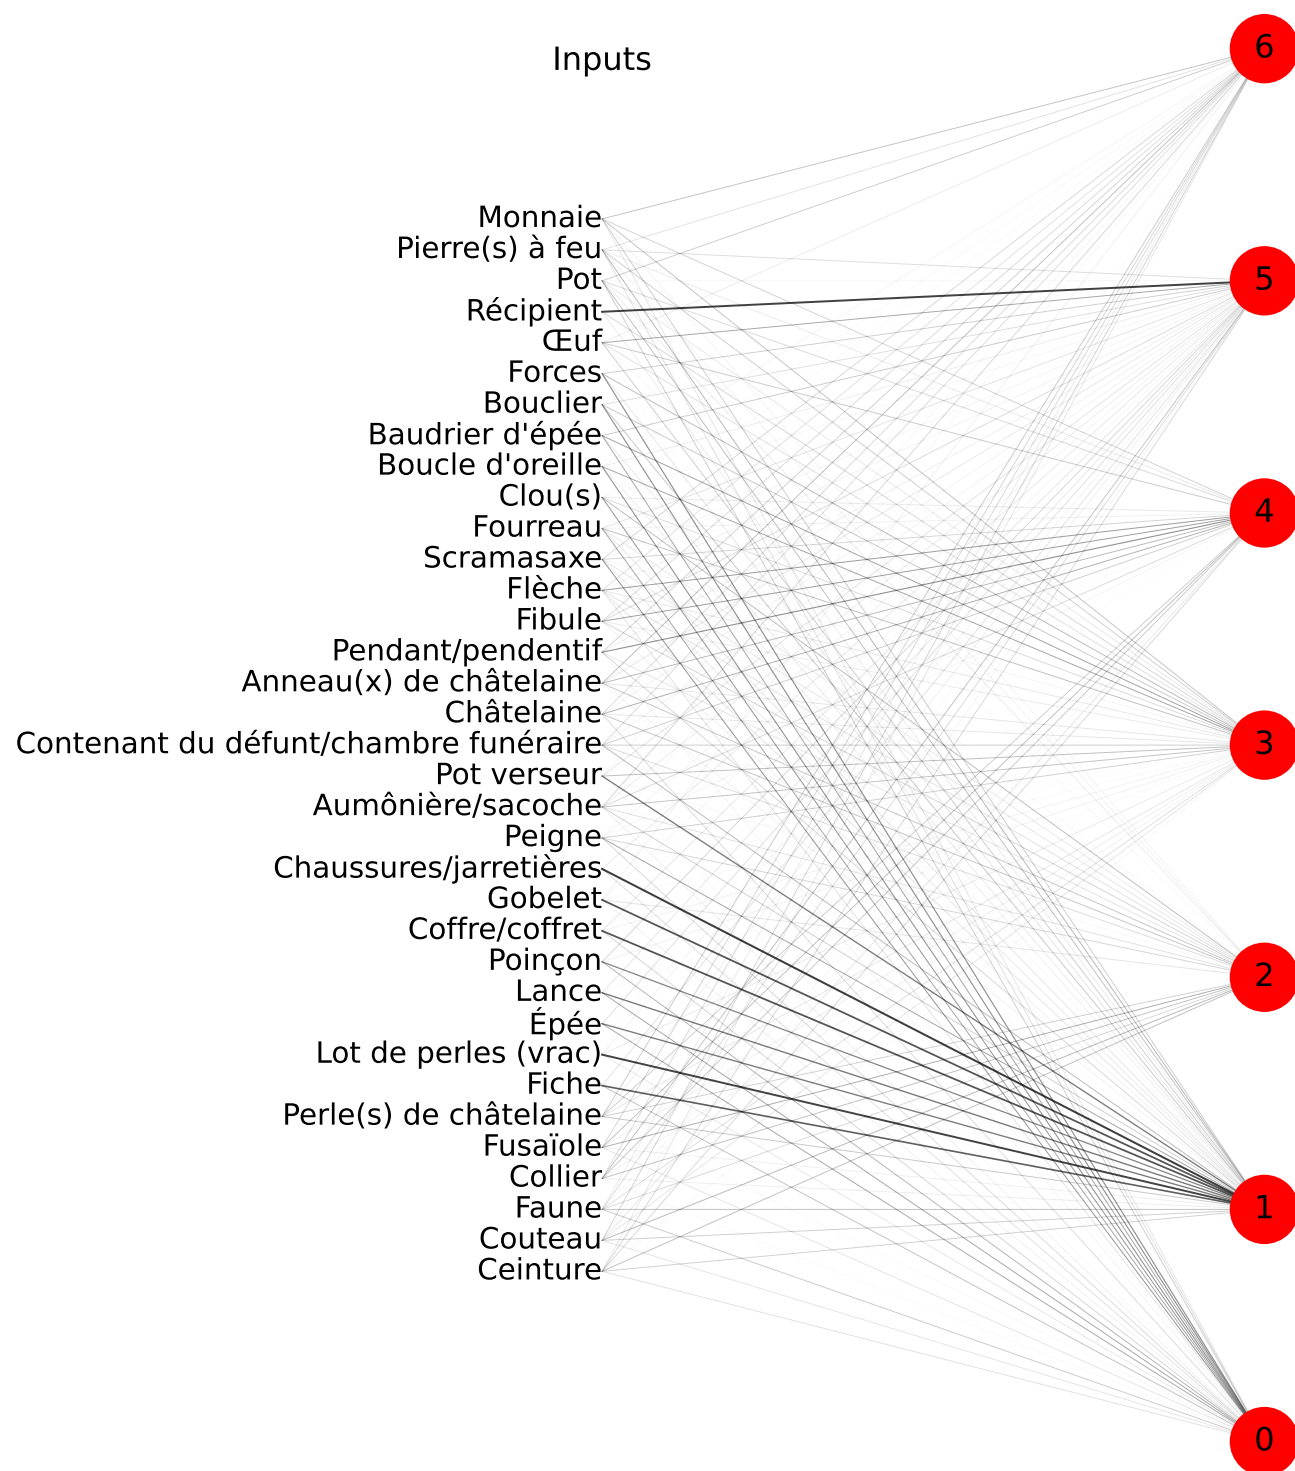 6
Inputs
Monnaie
Pierre(s) à feu
Pot
5
Récipient
Œuf
Forces
Bouclier
Baudrier d'épée
Boucle d'oreille
Clou(s)
4
Fourreau
Scramasaxe
Flèche
Fibule
Pendant/pendentif
Anneau(x) de châtelaine
Châtelaine
Contenant du défunt/chambre funéraire
3
Pot verseur
Aumônière/sacoche
Peigne
Chaussures/jarretières
Gobelet
Coffre/coffret
Poinçon
2
Lance
Épée
Lot de perles (vrac)
Fiche
Perle(s) de châtelaine
Fusaïole
Collier
Faune
1
Couteau
Ceinture
0